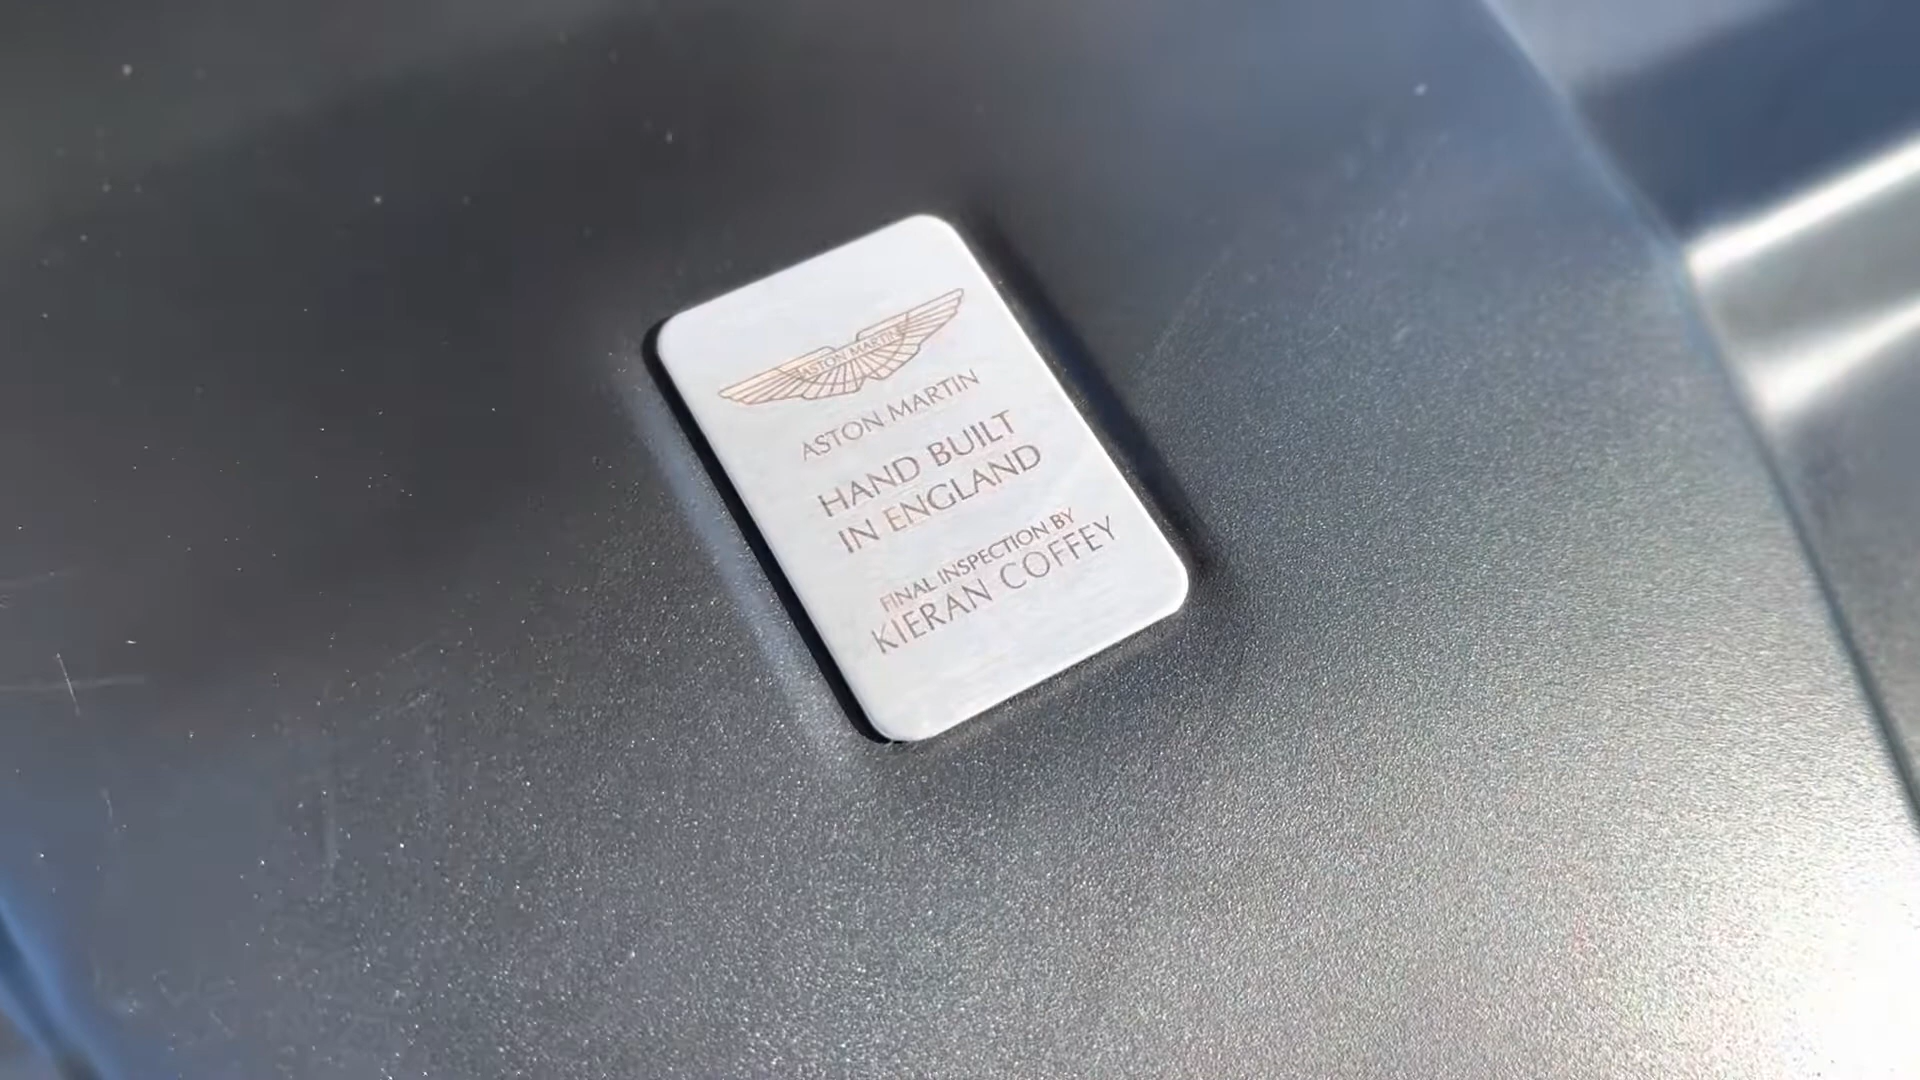 ASTON MARTIN
ASTON MARTIN
HAND BUILT
IN ENGLAND
FINAL INSPECTION BY
KIERAN COFFEY